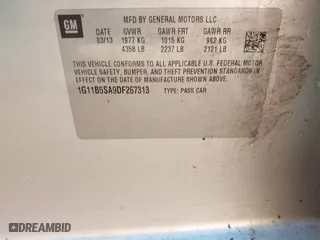 GM
MFD BY GENERAL MOTORS LLC
DATE GVWR GAWR FRT GAWR RR
03/13 1977 KG 1015 KG 962 KG
4358 LB 2237 LB 2121 LB
THIS VEHICLE CONFORMS TO ALL APPLICABLE U.S. FEDERAL MOTOR
VEHICLE SAFETY, BUMPER, AND THEFT PREVENTION STANDARDS IN
EFFECT ON THE DATE OF MANUFACTURE SHOWN ABOVE.
1G11B5SA9DF267313 TYPE: PASS CAR
DREAMBID